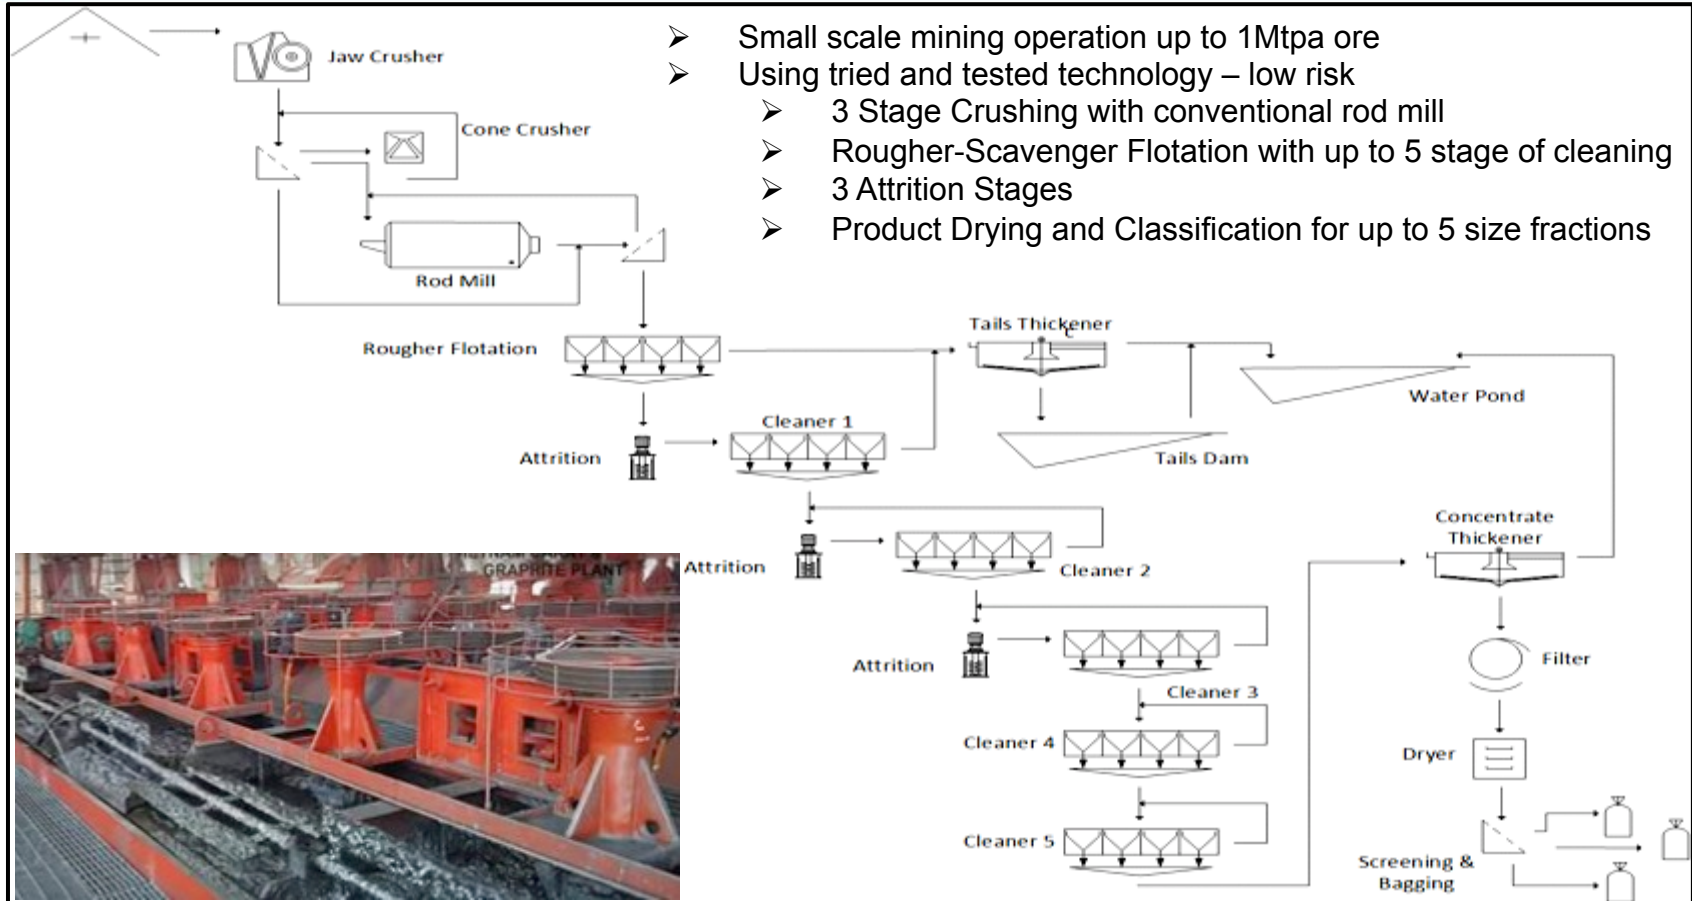 ➢ Small scale mining operation up to 1Mtpa ore
➢ Using tried and tested technology – low risk
➢ 3 Stage Crushing with conventional rod mill
➢ Rougher-Scavenger Flotation with up to 5 stage of cleaning
➢ 3 Attrition Stages
➢ Product Drying and Classification for up to 5 size fractions
Jaw Crusher
Cone Crusher
Rod Mill
Rougher Flotation
Tails Thickener
c
Water Pond
Cleaner 1
Attrition
Tails Dam
Concentrate
Thickener
Attrition
Cleaner 2
GRAPHITE PLANT
Attrition
Cleaner 3
Filter
Cleaner 4
Dryer
Cleaner 5
Screening &
Bagging